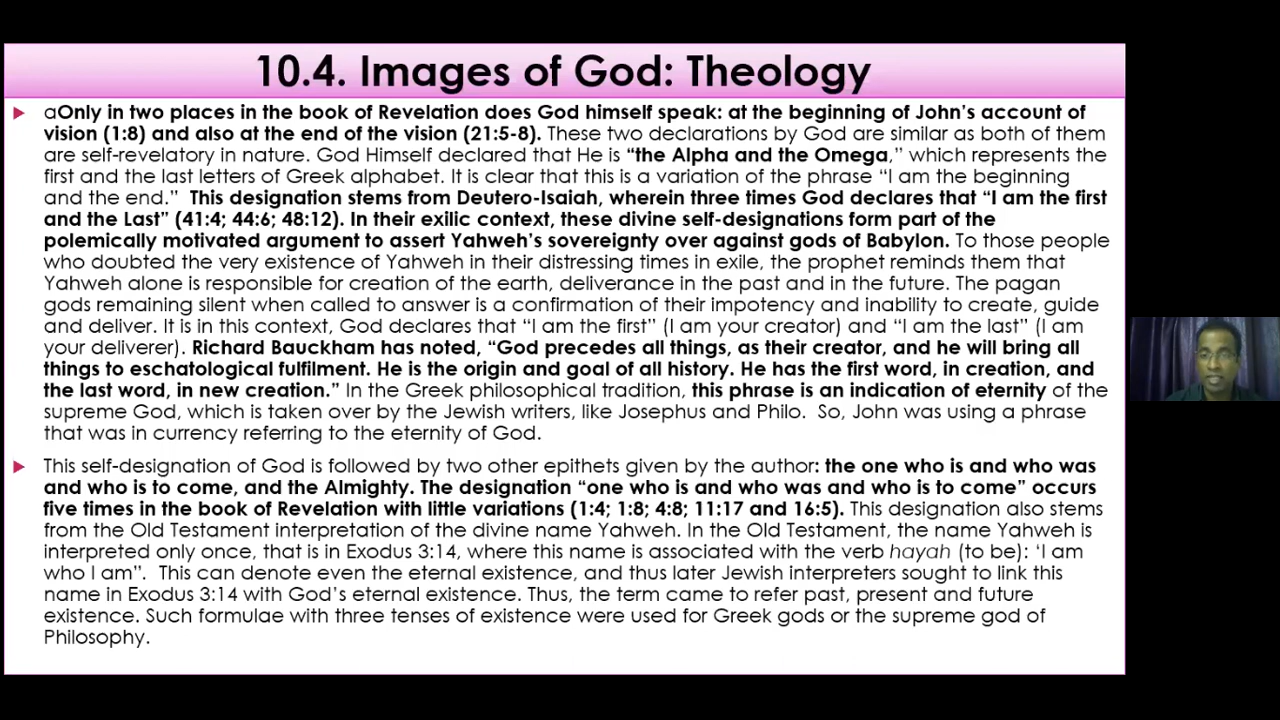 10.4. Images of God: Theology
aOnly in two places in the book of Revelation does God himself speak: at the beginning of John's account of
vision (1:8) and also at the end of the vision (21:5-8). These two declarations by God are similar as both of them
are self-revelatory in nature. God Himself declared that He is “the Alpha and the Omega,” which represents the
first and the last letters of Greek alphabet. It is clear that this is a variation of the phrase “I am the beginning
and the end.” This designation stems from Deutero-Isaiah, wherein three times God declares that “I am the first
and the Last” (41:4; 44:6; 48:12). In their exilic context, these divine self-designations form part of the
polemically motivated argument to assert Yahweh’s sovereignty over against gods of Babylon. To those people
who doubted the very existence of Yahweh in their distressing times in exile, the prophet reminds them that
Yahweh alone is responsible for creation of the earth, deliverance in the past and in the future. The pagan
gods remaining silent when called to answer is a confirmation of their impotency and inability to create, guide
and deliver. It is in this context, God declares that “I am the first” (I am your creator) and “I am the last” (I am
your deliverer). Richard Bauckham has noted, “God precedes all things, as their creator, and he will bring all
things to eschatological fulfilment. He is the origin and goal of all history. He has the first word, in creation, and
the last word, in new creation.” In the Greek philosophical tradition, this phrase is an indication of eternity of the
supreme God, which is taken over by the Jewish writers, like Josephus and Philo. So, John was using a phrase
that was in currency referring to the eternity of God.
This self-designation of God is followed by two other epithets given by the author: the one who is and who was
and who is to come, and the Almighty. The designation “one who is and who was and who is to come” occurs
five times in the book of Revelation with little variations (1:4; 1:8; 4:8; 11:17 and 16:5). This designation also stems
from the Old Testament interpretation of the divine name Yahweh. In the Old Testament, the name Yahweh is
interpreted only once, that is in Exodus 3:14, where this name is associated with the verb hayah (to be): ‘I am
who I am”. This can denote even the eternal existence, and thus later Jewish interpreters sought to link this
name in Exodus 3:14 with God’s eternal existence. Thus, the term came to refer past, present and future
existence. Such formulae with three tenses of existence were used for Greek gods or the supreme god of
Philosophy.